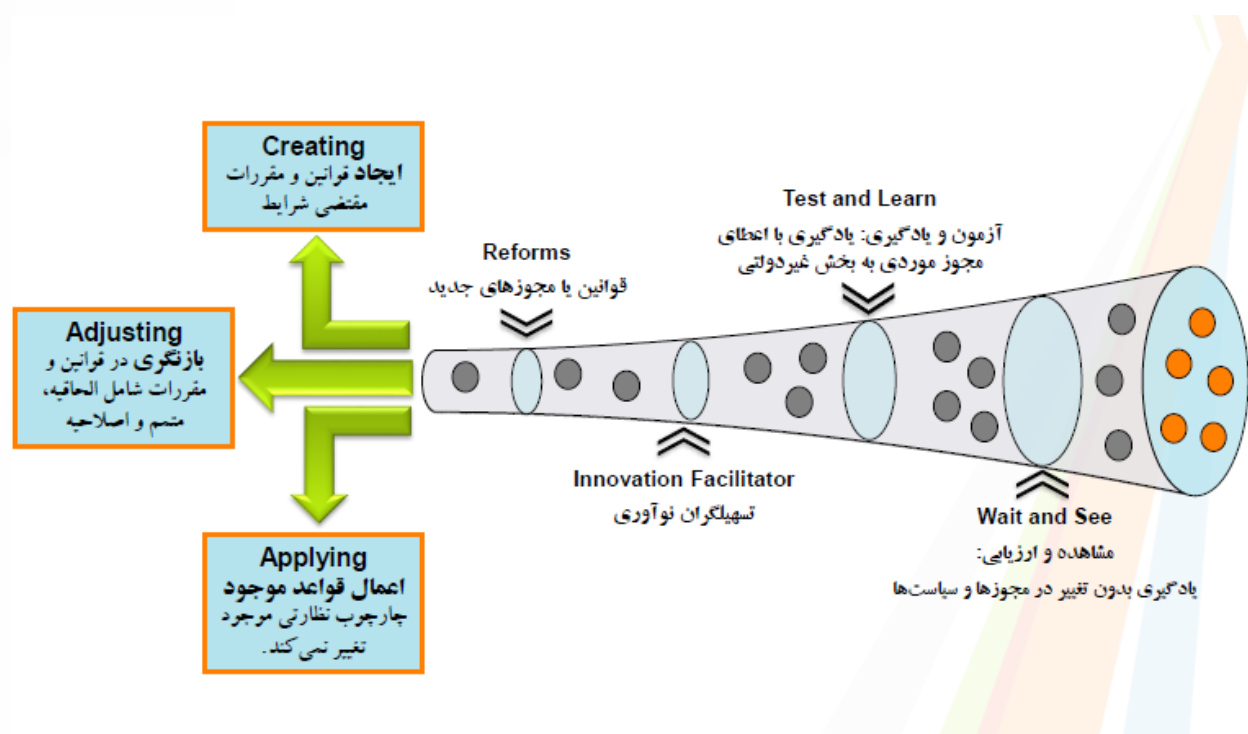 Creating
ایجاد قوانین و مقررات
مقتضی شرایط
Adjusting
بازنگری در قوانین و
مقررات شامل الحاقیه،
متمم و اصلاحیه
Applying
اعمال قواعد موجود
چارچوب نظارتی موجود
تغییر نمی‌کند.
Reforms
قوانین یا مجوزهای جدید
Innovation Facilitator
تسهیلگران نوآوری
Test and Learn
آزمون و یادگیری: یادگیری با اعطای
مجوز موردی به بخش غیردولتی
Wait and See
مشاهده و ارزیابی:
یادگیری بدون تغییر در مجوزها و سیاست‌ها